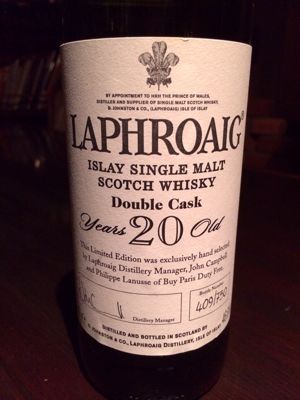 BY APPOINTMENT TO HRH THE PRINCE OF WALES,
DISTILLER AND SUPPLIER OF SINGLE MALT SCOTCH WHISKY,
D. JOHNSTON & CO., (LAPHROAIG) ISLE OF ISLAY
LAPHROAIG®
ISLAY SINGLE MALT
SCOTCH WHISKY
Double Cask
Years 20 Old
This Limited Edition was exclusively hand selected
by Laphroaig Distillery Manager, John Campbell
and Philippe Lanusse of Buy Paris Duty Free.
Bottle Number
409/750
Distillery Manager
DISTILLED AND BOTTLED IN SCOTLAND BY
D. JOHNSTON & CO., LAPHROAIG DISTILLERY, ISLE OF ISLAY